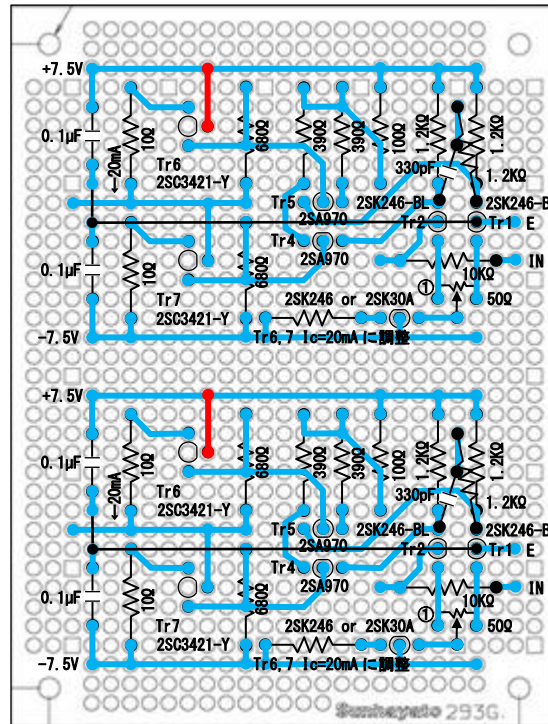 +7.5V
0.1μF
←20mA
10Ω
Tr6
2SC3421-Y
680Ω
390Ω
390Ω
100Ω
1.2KΩ
1.2KΩ
330pF
1.2KΩ
Tr5
2SA970
2SK246-BL
2SK246-BL
Tr4
2SA970
Tr2
Tr1
E
0.1μF
10Ω
Tr7
2SC3421-Y
680Ω
IN
10KΩ
①
50Ω
2SK246 or 2SK30A
-7.5V
Tr6,7 Ic=20mAに調整
+7.5V
0.1μF
←20mA
10Ω
Tr6
2SC3421-Y
680Ω
390Ω
390Ω
100Ω
1.2KΩ
1.2KΩ
330pF
1.2KΩ
Tr5
2SA970
2SK246-BL
2SK246-B
Tr4
2SA970
Tr2
Tr1
E
0.1μF
10Ω
Tr7
2SC3421-Y
680Ω
IN
10KΩ
①
50Ω
2SK246 or 2SK30A
-7.5V
Tr6,7 Ic=20mAに調整
Sunhayato 293G.